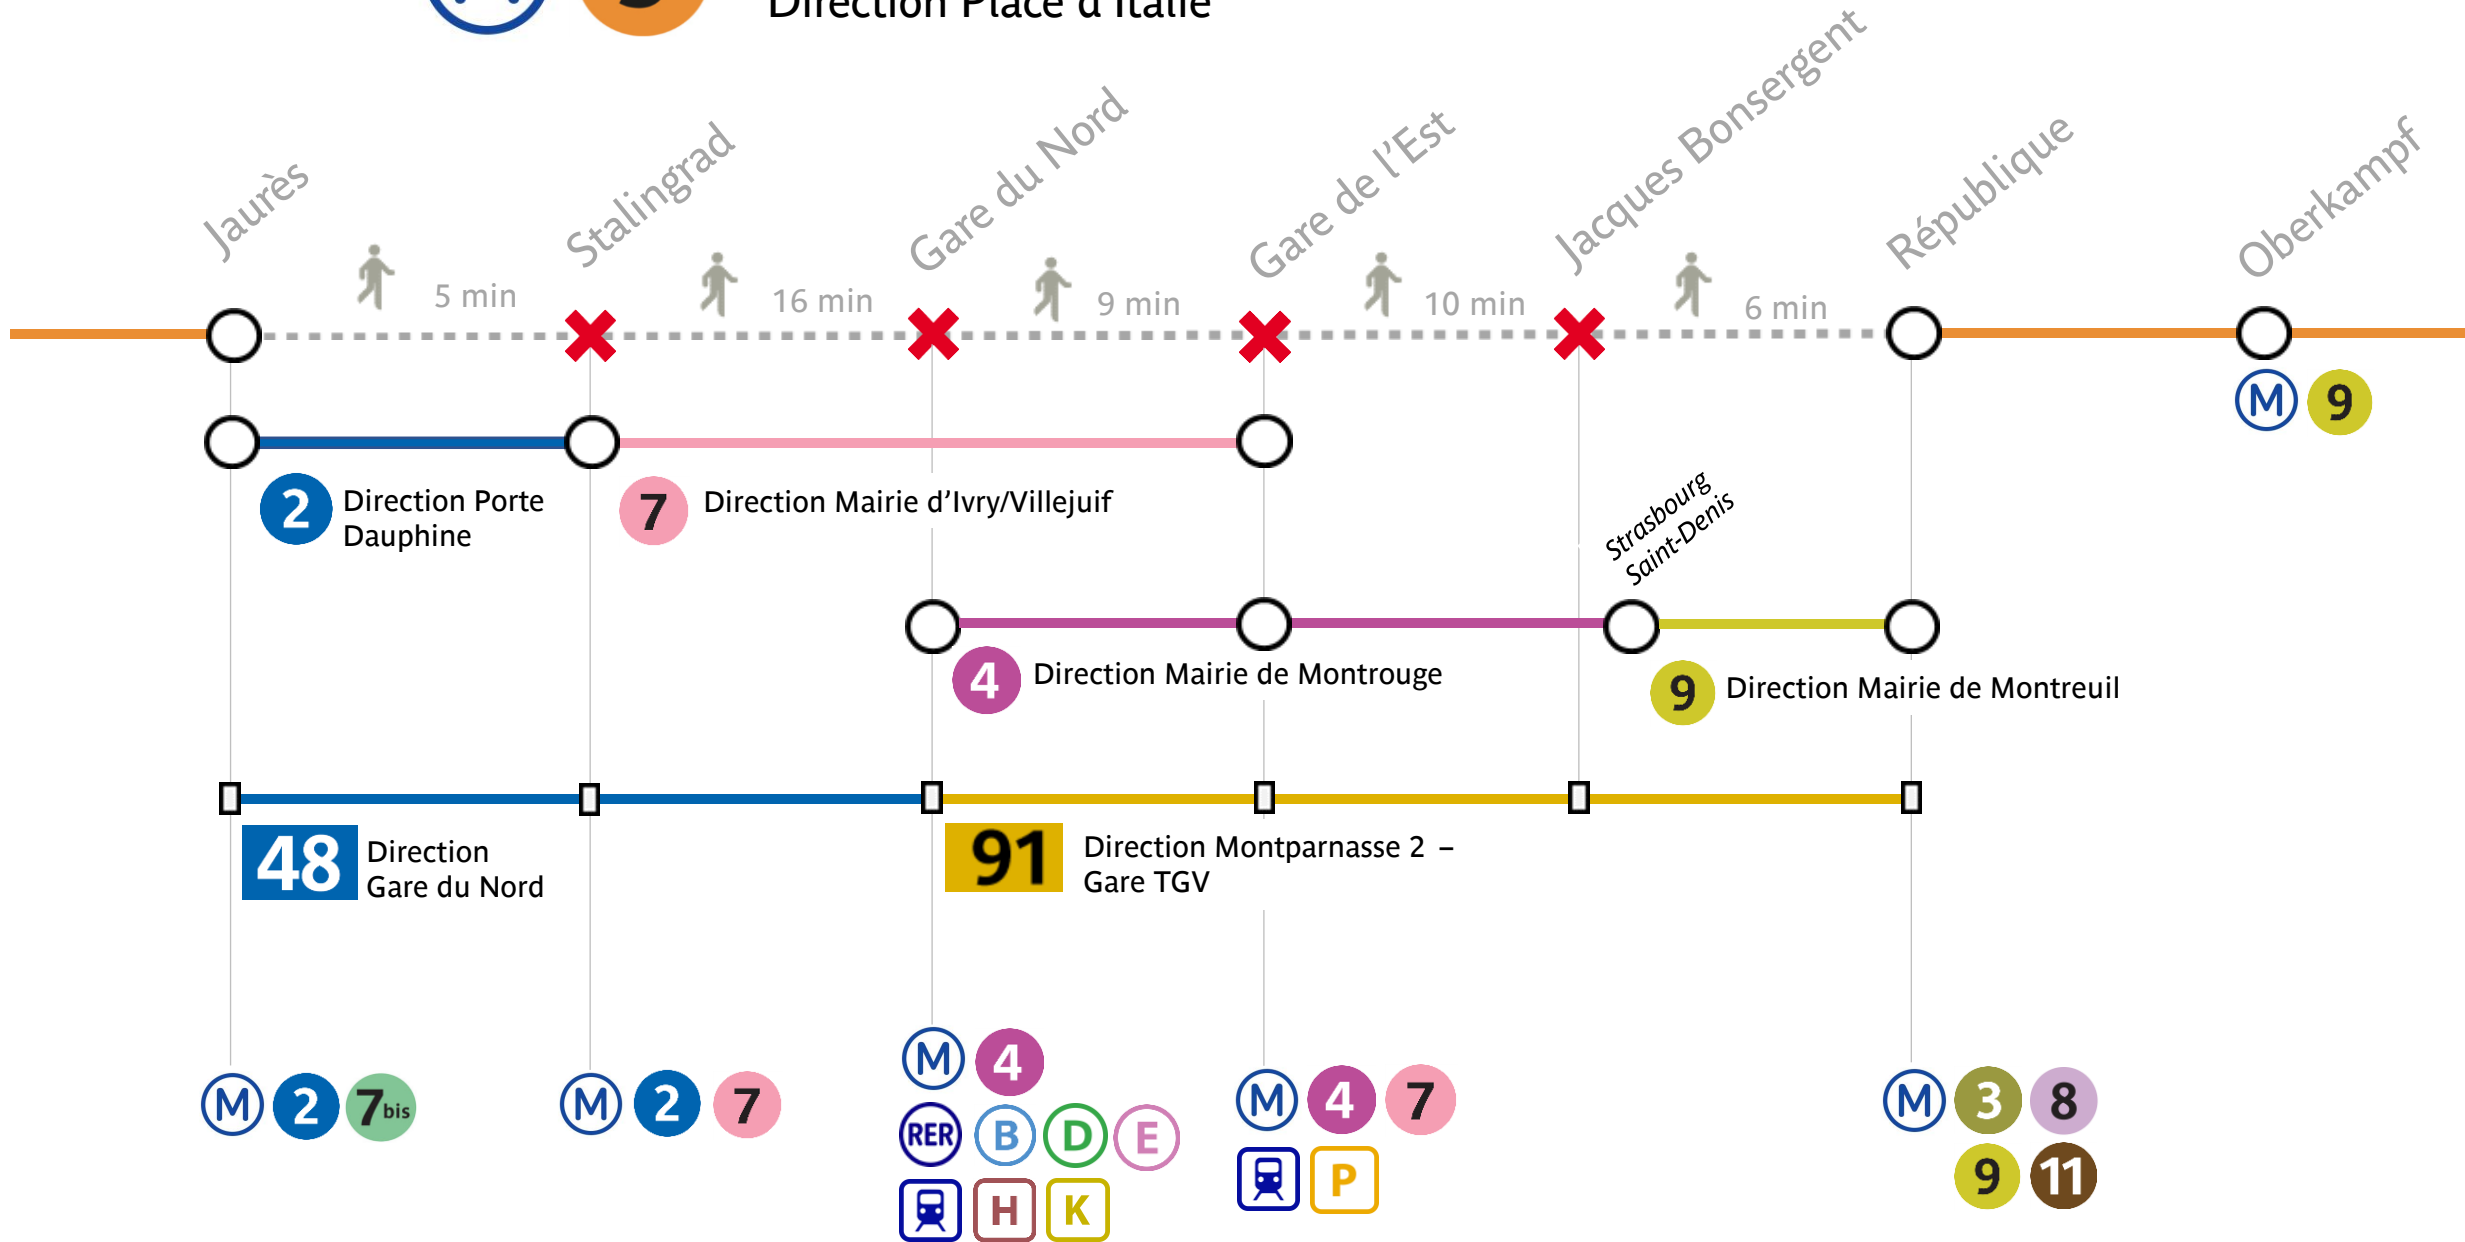 5 Direction Place d'Italie
Jaurès
Stalingrad
Gare du Nord
Gare de l'Est
Jacques Bonsergent
République
Oberkampf
5 min
16 min
9 min
10 min
6 min
M 9
2 Direction Porte
Dauphine
7 Direction Mairie d'Ivry/Villejuif
Strasbourg
Saint-Denis
4 Direction Mairie de Montrouge
9 Direction Mairie de Montreuil
48 Direction
Gare du Nord
91 Direction Montparnasse 2 –
Gare TGV
M 2 7bis
M 2 7
M 4
RER B D E
H K
M 4 7
P
M 3 8
9 11